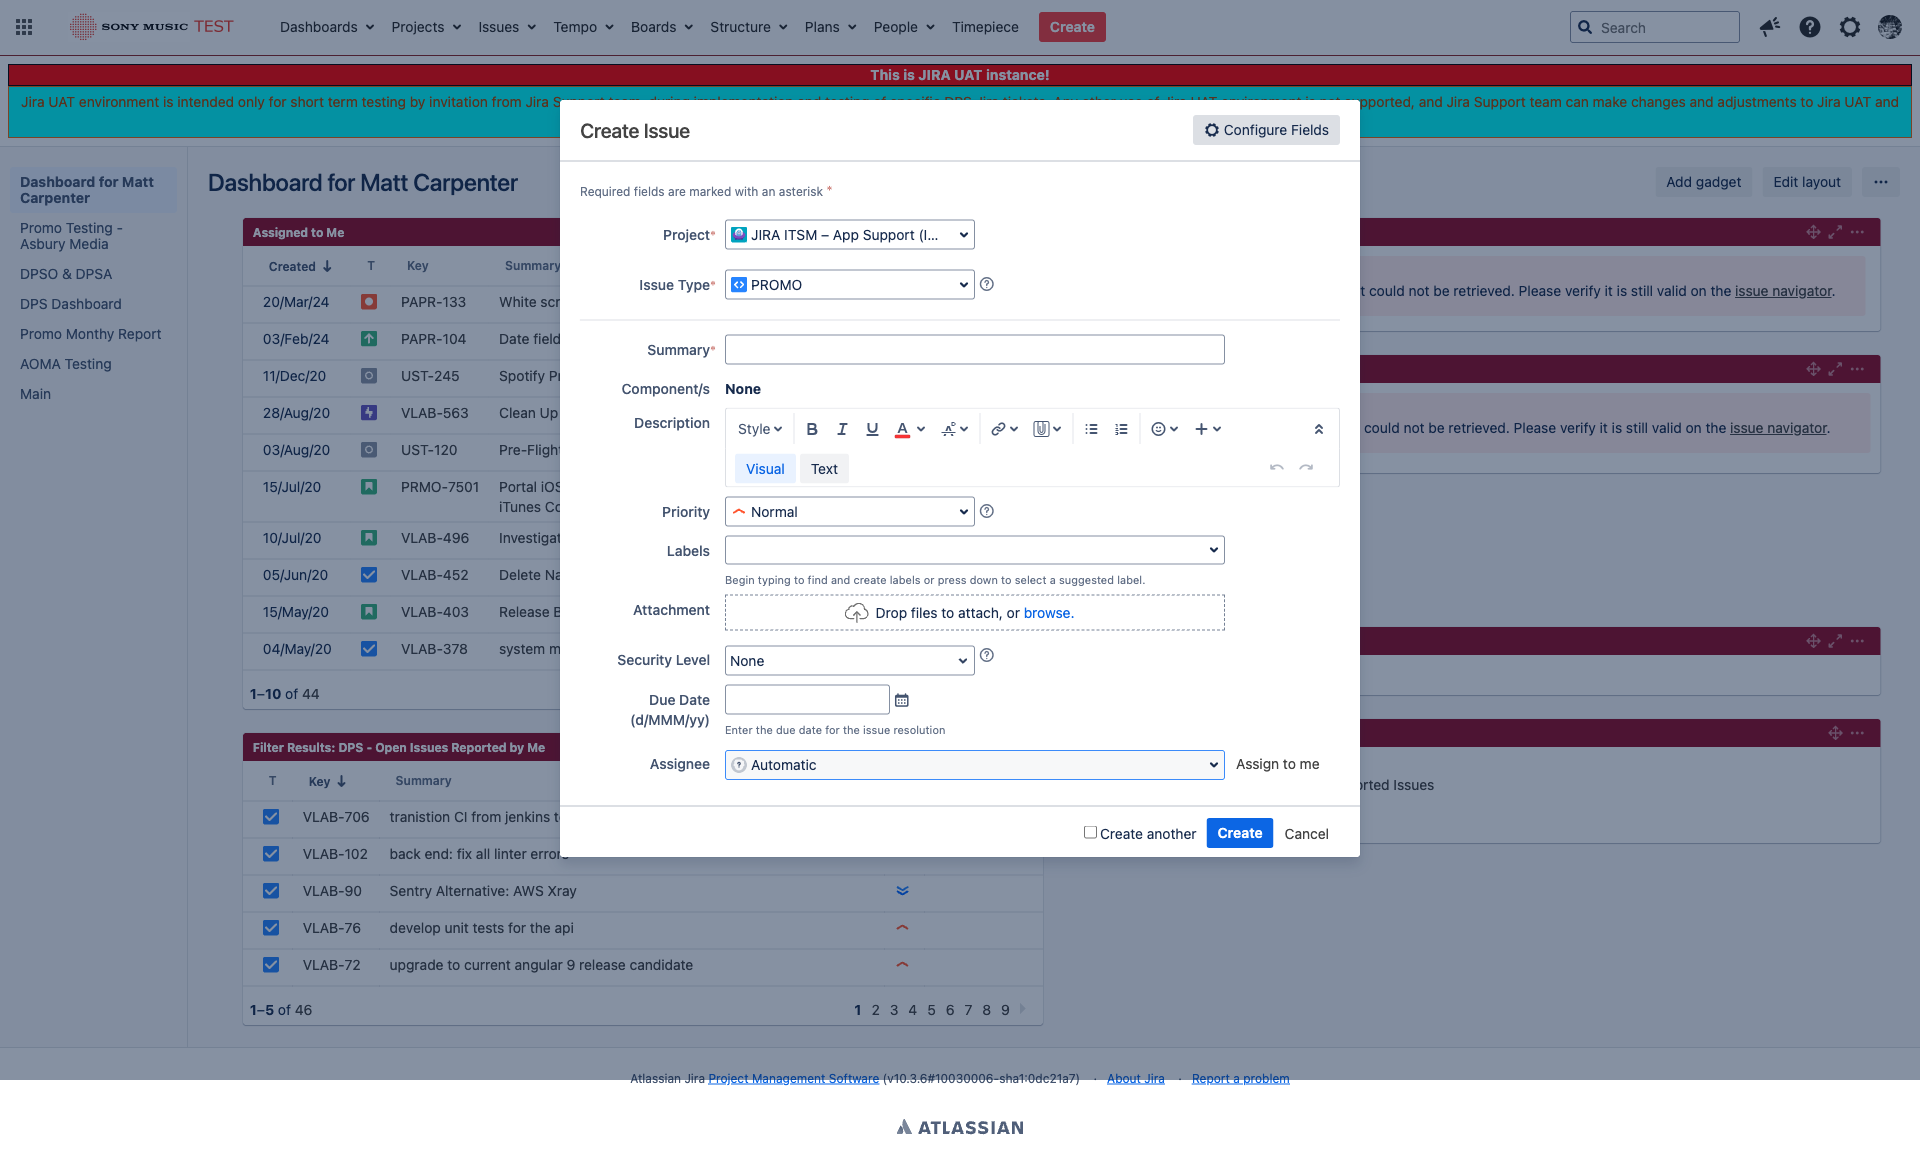 SONY MUSIC TEST Dashboards Projects Issues Tempo Boards Structure Plans People Timepiece Create Search
This is JIRA UAT instance!
Jira UAT environment is intended only for short term testing by invitation from Jira
pported, and Jira Support team can make changes and adjustments to Jira UAT and
Dashboard for Matt Carpenter
Promo Testing - Asbury Media
DPSO & DPSA
DPS Dashboard
Promo Monthy Report
AOMA Testing
Main
Dashboard for Matt Carpenter
Add gadget Edit layout
Assigned to Me
Created T Key Summary
20/Mar/24 PAPR-133 White scr
03/Feb/24 PAPR-104 Date field
11/Dec/20 UST-245 Spotify Pr
28/Aug/20 VLAB-563 Clean Up
03/Aug/20 UST-120 Pre-Flight
15/Jul/20 PRMO-7501 Portal iOS
iTunes Co
10/Jul/20 VLAB-496 Investigat
05/Jun/20 VLAB-452 Delete Na
15/May/20 VLAB-403 Release B
04/May/20 VLAB-378 system m
1–10 of 44
Filter Results: DPS - Open Issues Reported by Me
T Key Summary
VLAB-706 tranistion CI from jenkins to
VLAB-102 back end: fix all linter errors
VLAB-90 Sentry Alternative: AWS Xray
VLAB-76 develop unit tests for the api
VLAB-72 upgrade to current angular 9 release candidate
1–5 of 46 1 2 3 4 5 6 7 8 9
Create Issue
Configure Fields
Required fields are marked with an asterisk *
Project* JIRA ITSM – App Support (I...
Issue Type* PROMO
Summary*
Component/s None
Description Style B I U A
Visual Text
Priority Normal
Labels
Begin typing to find and create labels or press down to select a suggested label.
Attachment Drop files to attach, or browse.
Security Level None
Due Date
(d/MMM/yy)
Enter the due date for the issue resolution
Assignee Automatic Assign to me
Create another Create Cancel
t could not be retrieved. Please verify it is still valid on the issue navigator.
could not be retrieved. Please verify it is still valid on the issue navigator.
orted Issues
Atlassian Jira Project Management Software (v10.3.6#10030006-sha1:0dc21a7) · About Jira · Report a problem
ATLASSIAN